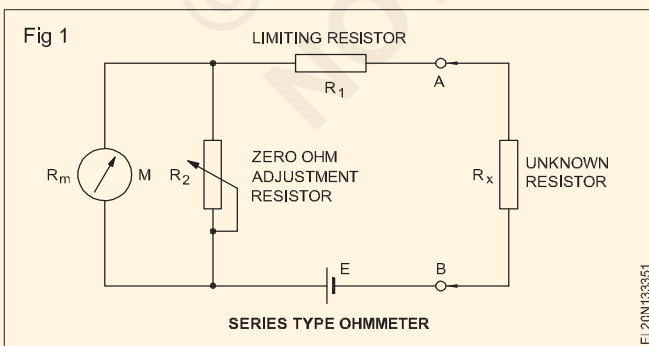 Fig 1
LIMITING RESISTOR
R1
A
Rm
M
R2
ZERO OHM
ADJUSTMENT
RESISTOR
Rx
UNKNOWN
RESISTOR
E
B
SERIES TYPE OHMMETER
EL20N133351